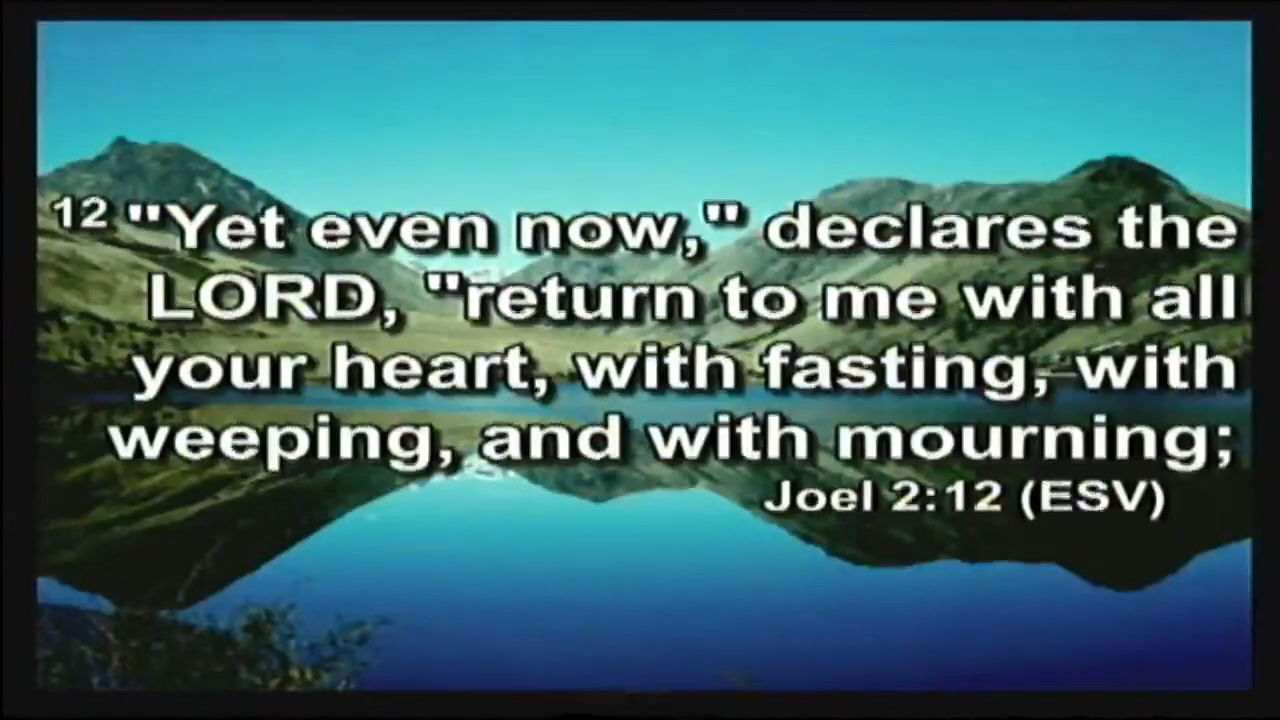 12 "Yet even now," declares the
LORD, "return to me with all
your heart, with fasting, with
weeping, and with mourning;
Joel 2:12 (ESV)